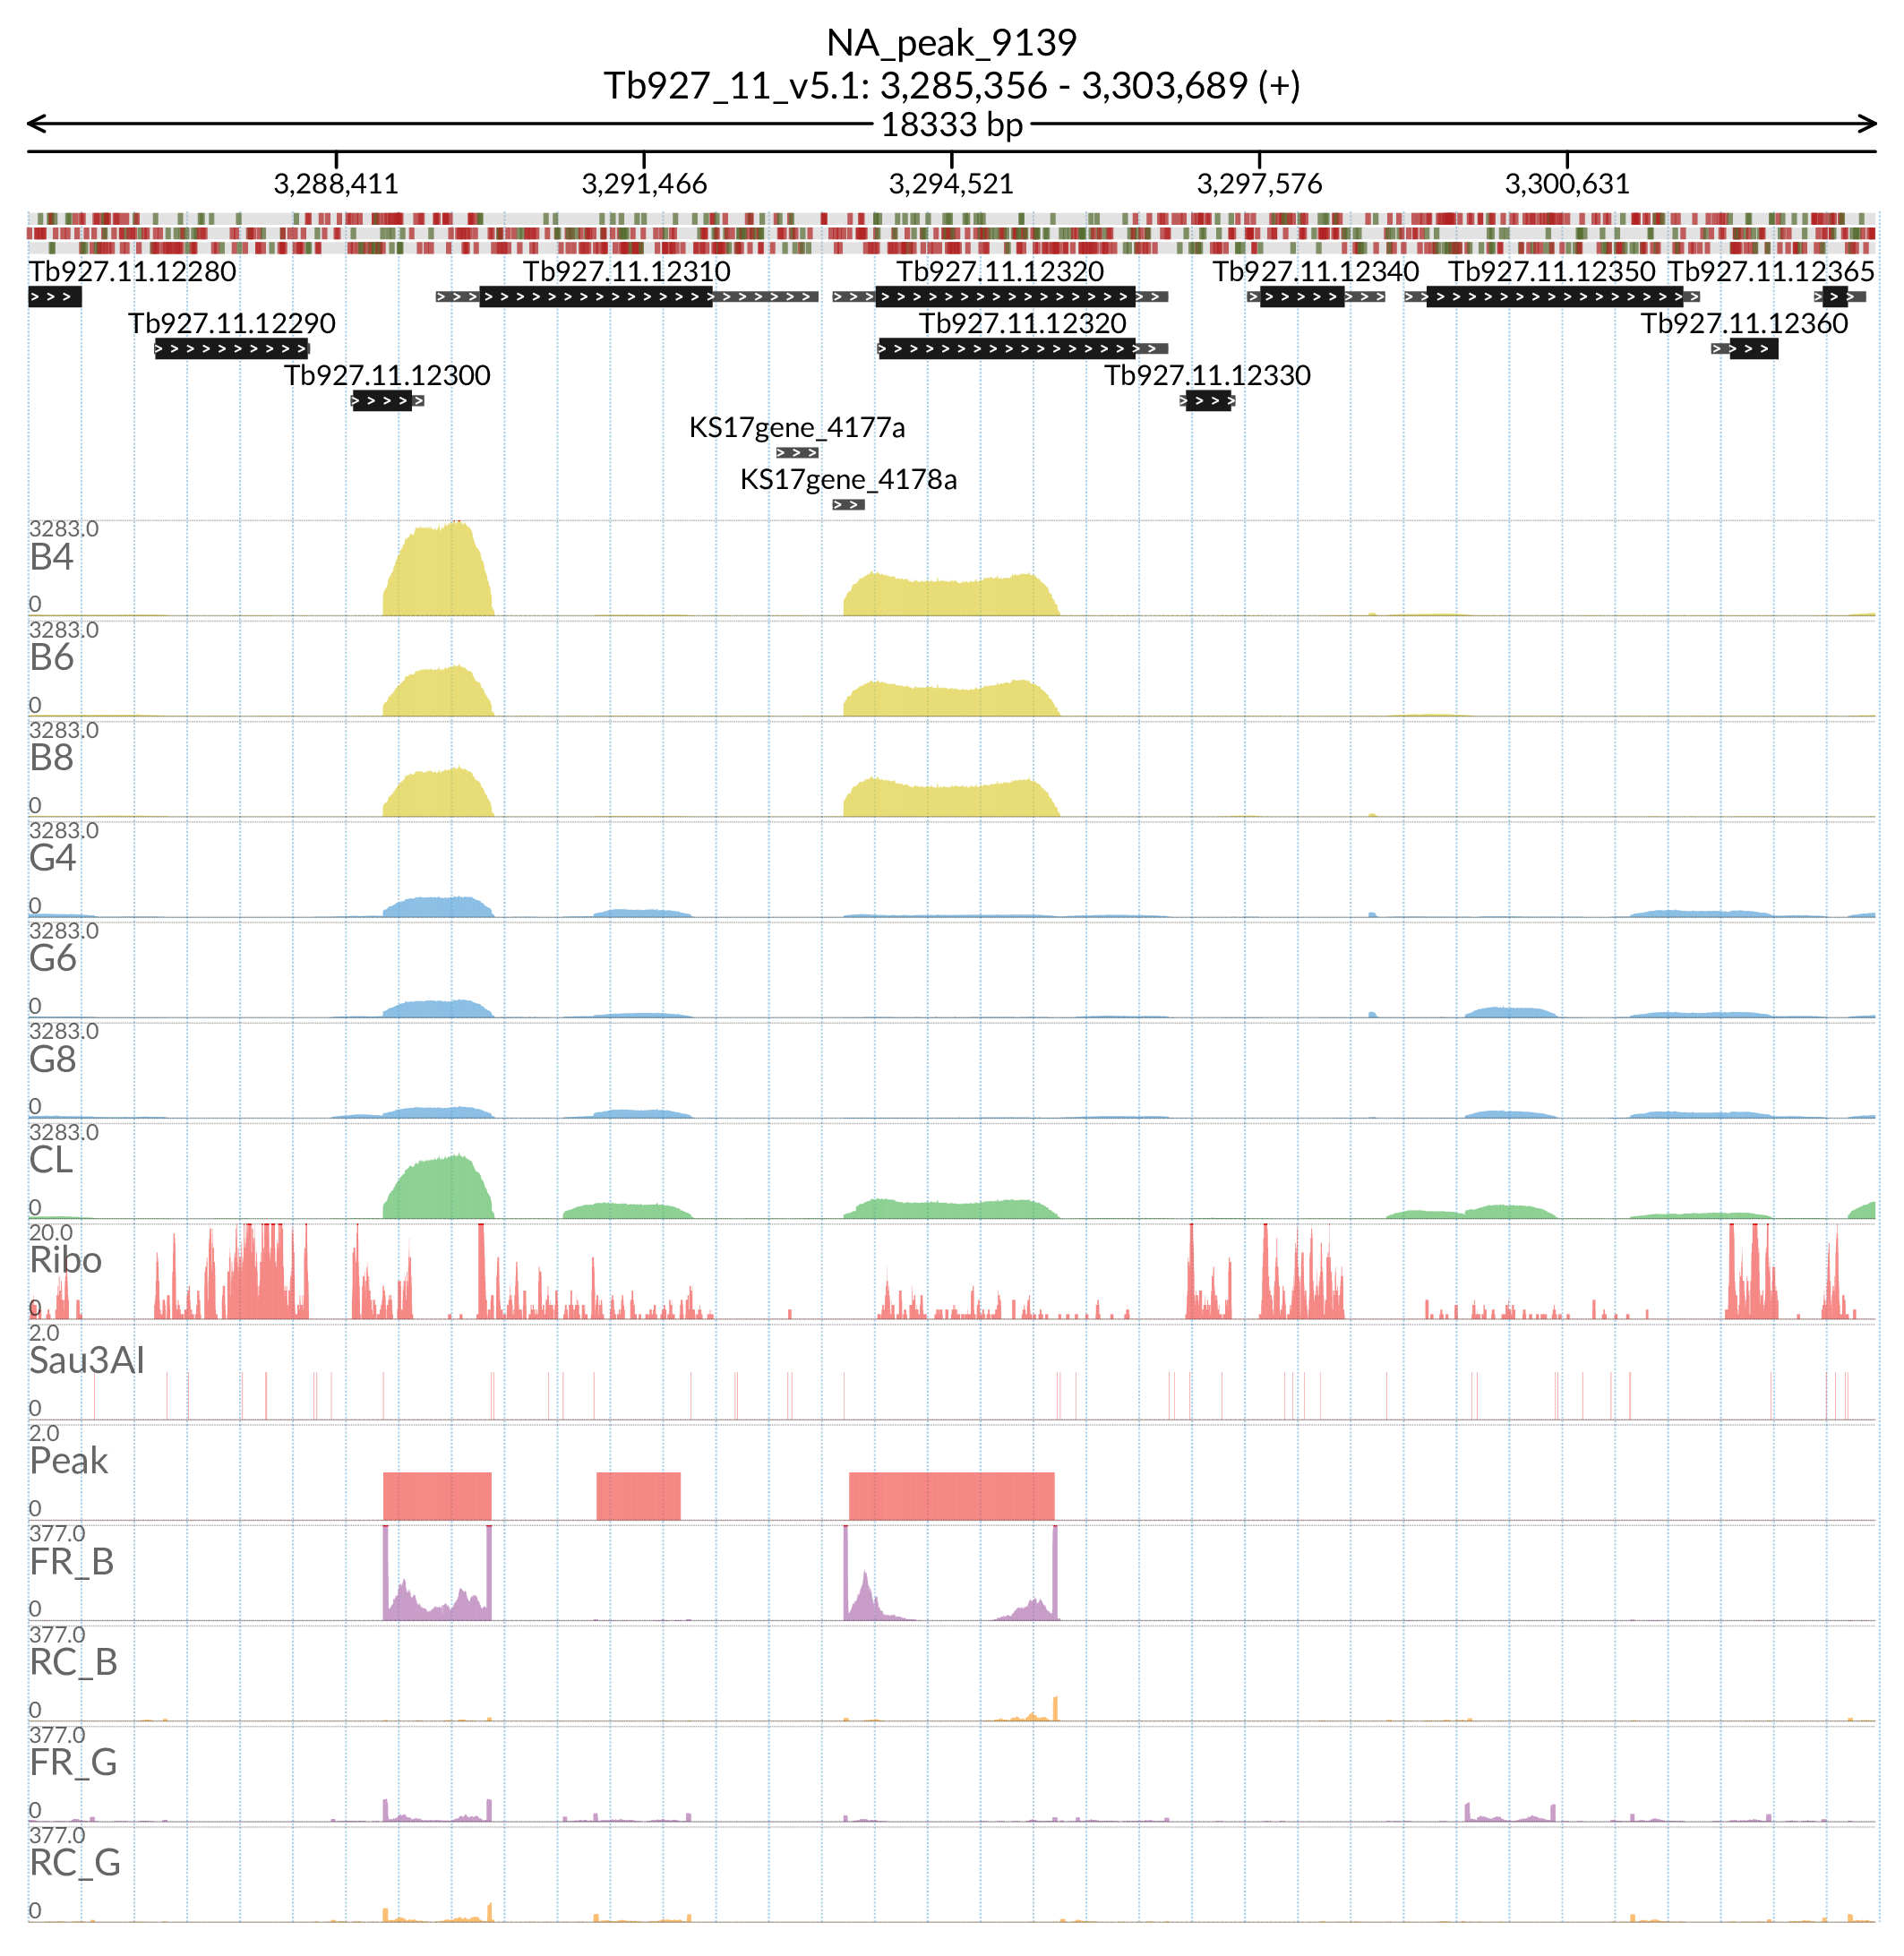 NA_peak_9139
Tb927_11_v5.1: 3,285,356 - 3,303,689 (+)
18333 bp
3,288,411 3,291,466 3,294,521 3,297,576 3,300,631
Tb927.11.12280 Tb927.11.12310 Tb927.11.12320 Tb927.11.12340 Tb927.11.12350 Tb927.11.12365
Tb927.11.12290 Tb927.11.12320 Tb927.11.12360
Tb927.11.12300 Tb927.11.12330
KS17gene_4177a
KS17gene_4178a
3283.0
B4
0
3283.0
B6
0
3283.0
B8
0
3283.0
G4
0
3283.0
G6
0
3283.0
G8
0
3283.0
CL
0
20.0
Ribo
0
2.0
Sau3AI
0
2.0
Peak
0
377.0
FR_B
0
377.0
RC_B
0
377.0
FR_G
0
377.0
RC_G
0